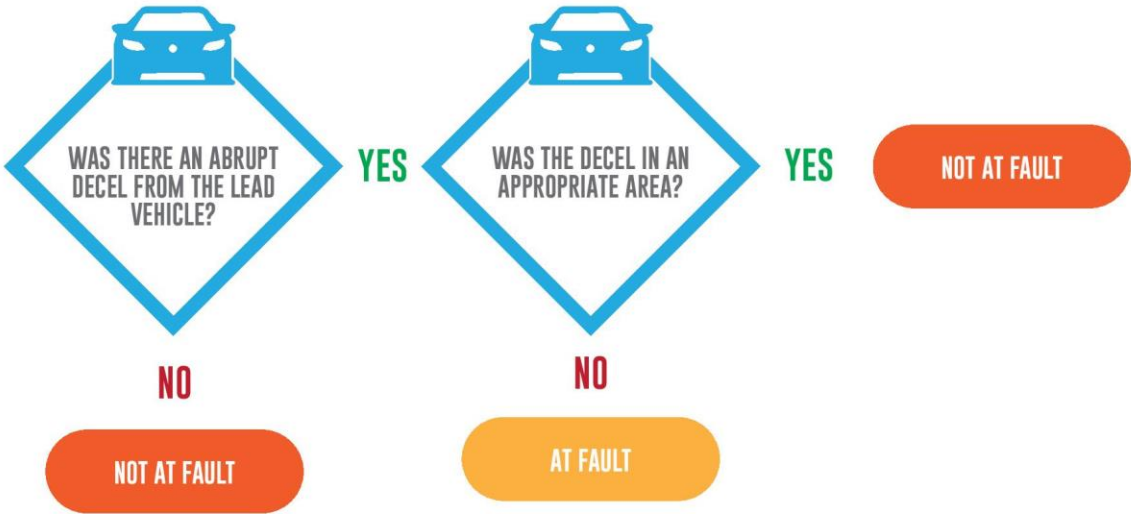 WAS THERE AN ABRUPT
DECEL FROM THE LEAD
VEHICLE?
YES
WAS THE DECEL IN AN
APPROPRIATE AREA?
YES
NOT AT FAULT
NO
NO
NOT AT FAULT
AT FAULT